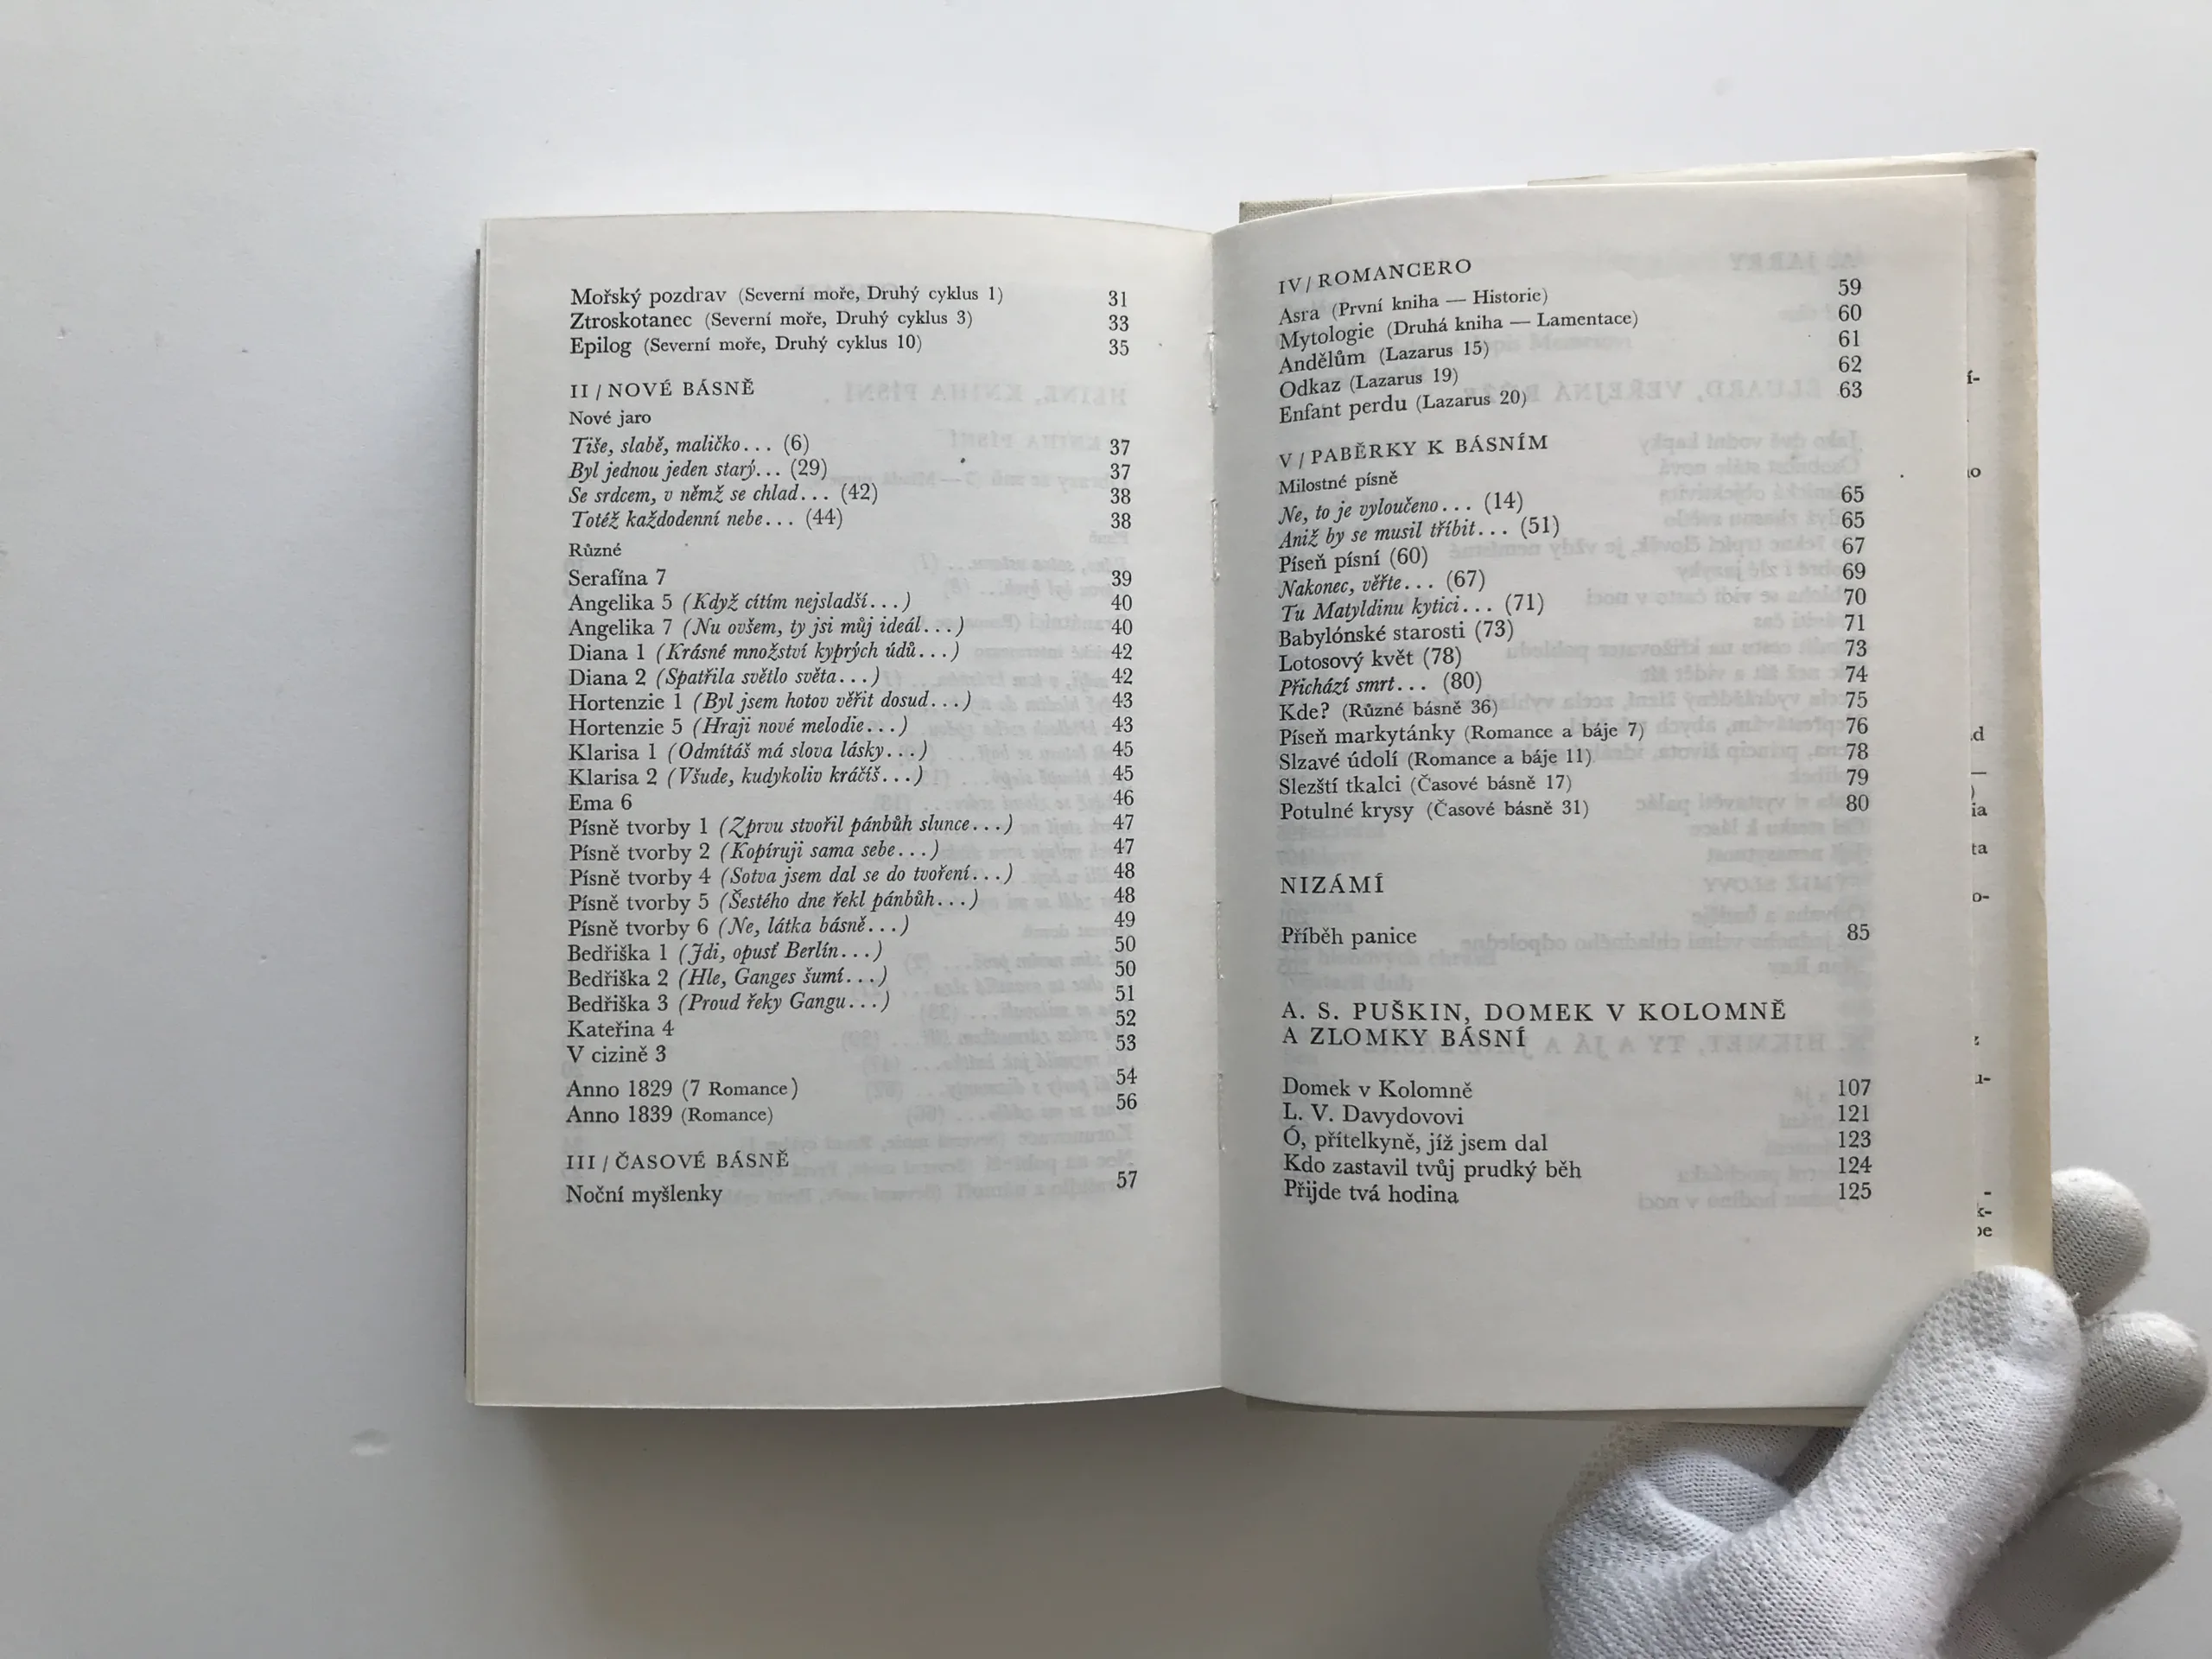 Mořský pozdrav (Severní moře, Druhý cyklus 1) 31
Ztroskotanec (Severní moře, Druhý cyklus 3) 33
Epilog (Severní moře, Druhý cyklus 10) 35
II / NOVÉ BÁSNĚ
Nové jaro
Tiše, slabě, maličko... (6) 37
Byl jednou jeden starý... (29) 37
Se srdcem, v němž se chlad... (42) 38
Totéž každodenní nebe... (44) 38
Různé
Serafína 7 39
Angelika 5 (Když cítím nejsladší...) 40
Angelika 7 (Nu ovšem, ty jsi můj ideál...) 40
Diana 1 (Krásné množství kyprých údů...) 42
Diana 2 (Spatřila světlo světa...) 42
Hortenzie 1 (Byl jsem hotov věřit dosud...) 43
Hortenzie 5 (Hraji nové melodie...) 43
Klarisa 1 (Odmítáš má slova lásky...) 45
Klarisa 2 (Všude, kudykoliv kráčíš...) 45
Ema 6 46
Písně tvorby 1 (Zprvu stvořil pánbůh slunce...) 47
Písně tvorby 2 (Kopíruji sama sebe...) 47
Písně tvorby 4 (Sotva jsem dal se do tvoření...) 48
Písně tvorby 5 (Šestého dne řekl pánbůh...) 48
Písně tvorby 6 (Ne, látka básně...) 49
Bedřiška 1 (Jdi, opusť Berlín...) 50
Bedřiška 2 (Hle, Ganges šumí...) 50
Bedřiška 3 (Proud řeky Gangu...) 51
Kateřina 4 52
V cizině 3 53
Anno 1829 (7 Romance) 54
Anno 1839 (Romance) 56
III / ČASOVÉ BÁSNĚ
Noční myšlenky 57
IV / ROMANCERO
Asra (První kniha — Historie) 59
Mytologie (Druhá kniha — Lamentace) 60
Andělům (Lazarus 15) 61
Odkaz (Lazarus 19) 62
Enfant perdu (Lazarus 20) 63
V / PABĚRKY K BÁSNÍM
Milostné písně
Ne, to je vyloučeno... (14) 65
Aniž by se musil tříbit... (51) 65
Píseň písní (60) 67
Nakonec, věřte... (67) 69
Tu Matyldinu kytici... (71) 70
Babylónské starosti (73) 71
Lotosový květ (78) 73
Přichází smrt... (80) 74
Kde? (Různé básně 36) 75
Píseň markytánky (Romance a báje 7) 76
Slzavé údolí (Romance a báje 11) 78
Slezští tkalci (Časové básně 17) 79
Potulné krysy (Časové básně 31) 80
NIZÁMÍ
Příběh panice 85
A. S. PUŠKIN, DOMEK V KOLOMNĚ
A ZLOMKY BÁSNÍ
Domek v Kolomně 107
L. V. Davydovovi 121
Ó, přítelkyně, jíž jsem dal 123
Kdo zastavil tvůj prudký běh 124
Přijde tvá hodina 125